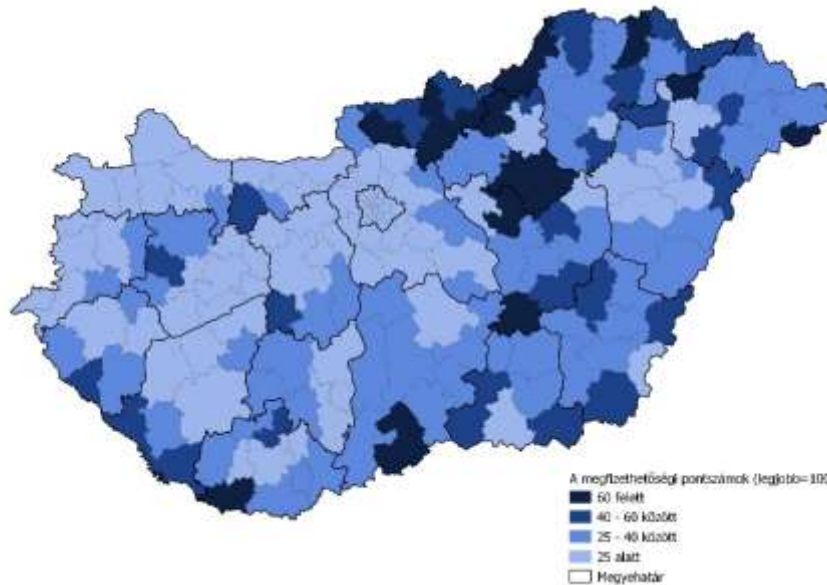 A megfizethetőségi pontszámok (legjobb=100
60 felett
40 - 60 között
25 - 40 között
25 alatt
Megyehatár